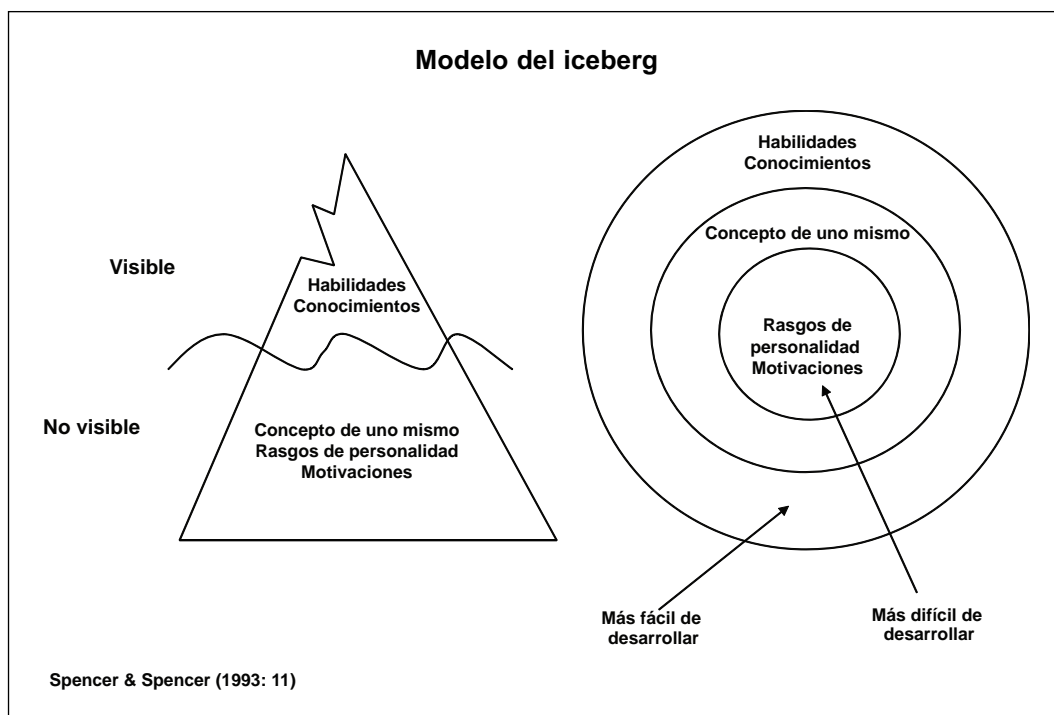 Modelo del iceberg
Visible
Habilidades
Conocimientos
No visible
Concepto de uno mismo
Rasgos de personalidad
Motivaciones
Habilidades
Conocimientos
Concepto de uno mismo
Rasgos de
personalidad
Motivaciones
Más fácil de
desarrollar
Más difícil de
desarrollar
Spencer & Spencer (1993: 11)